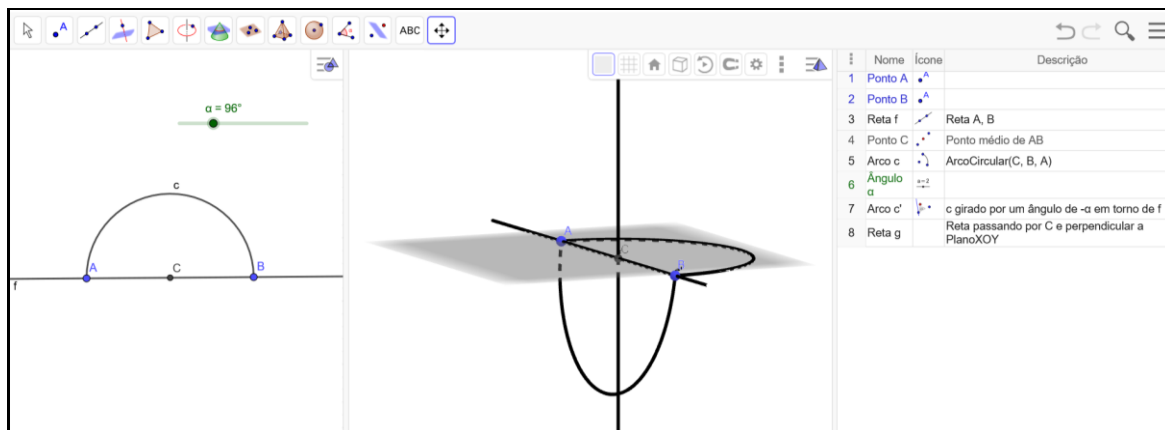 A
ABC
α = 96°
c
A
C
B
f
A
C
B
Nome Ícone Descrição
1 Ponto A A
2 Ponto B A
3 Reta f Reta A, B
4 Ponto C Ponto médio de AB
5 Arco c ArcoCircular(C, B, A)
6 Ângulo α a=2
7 Arco c' c girado por um ângulo de -α em torno de f
8 Reta g Reta passando por C e perpendicular a
PlanoXOY